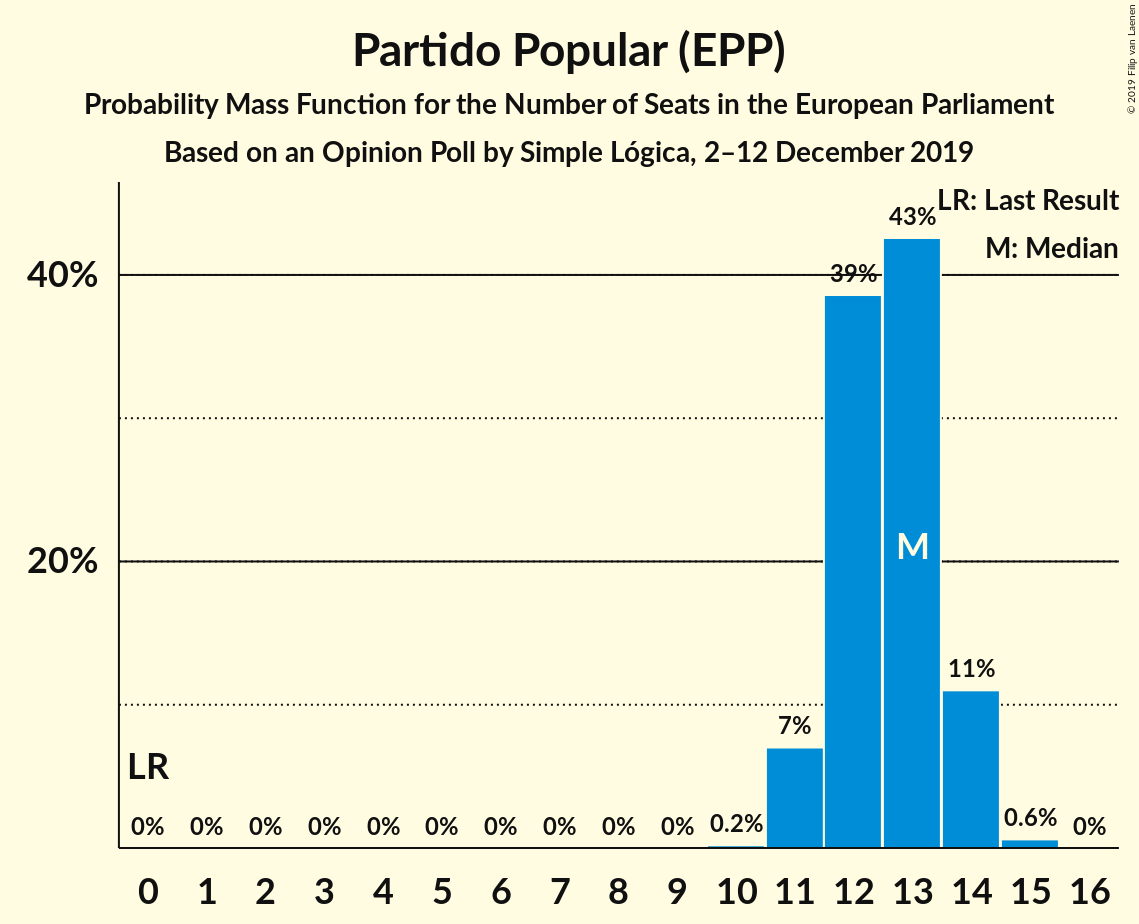 Partido Popular (EPP)
Probability Mass Function for the Number of Seats in the European Parliament
Based on an Opinion Poll by Simple Lógica, 2–12 December 2019
© 2019 Filip van Laenen
LR: Last Result
M: Median
43%
39%
40%
20%
M
11%
7%
LR
0% 0% 0% 0% 0% 0% 0% 0% 0% 0% 0.2% 0.6% 0%
0 1 2 3 4 5 6 7 8 9 10 11 12 13 14 15 16